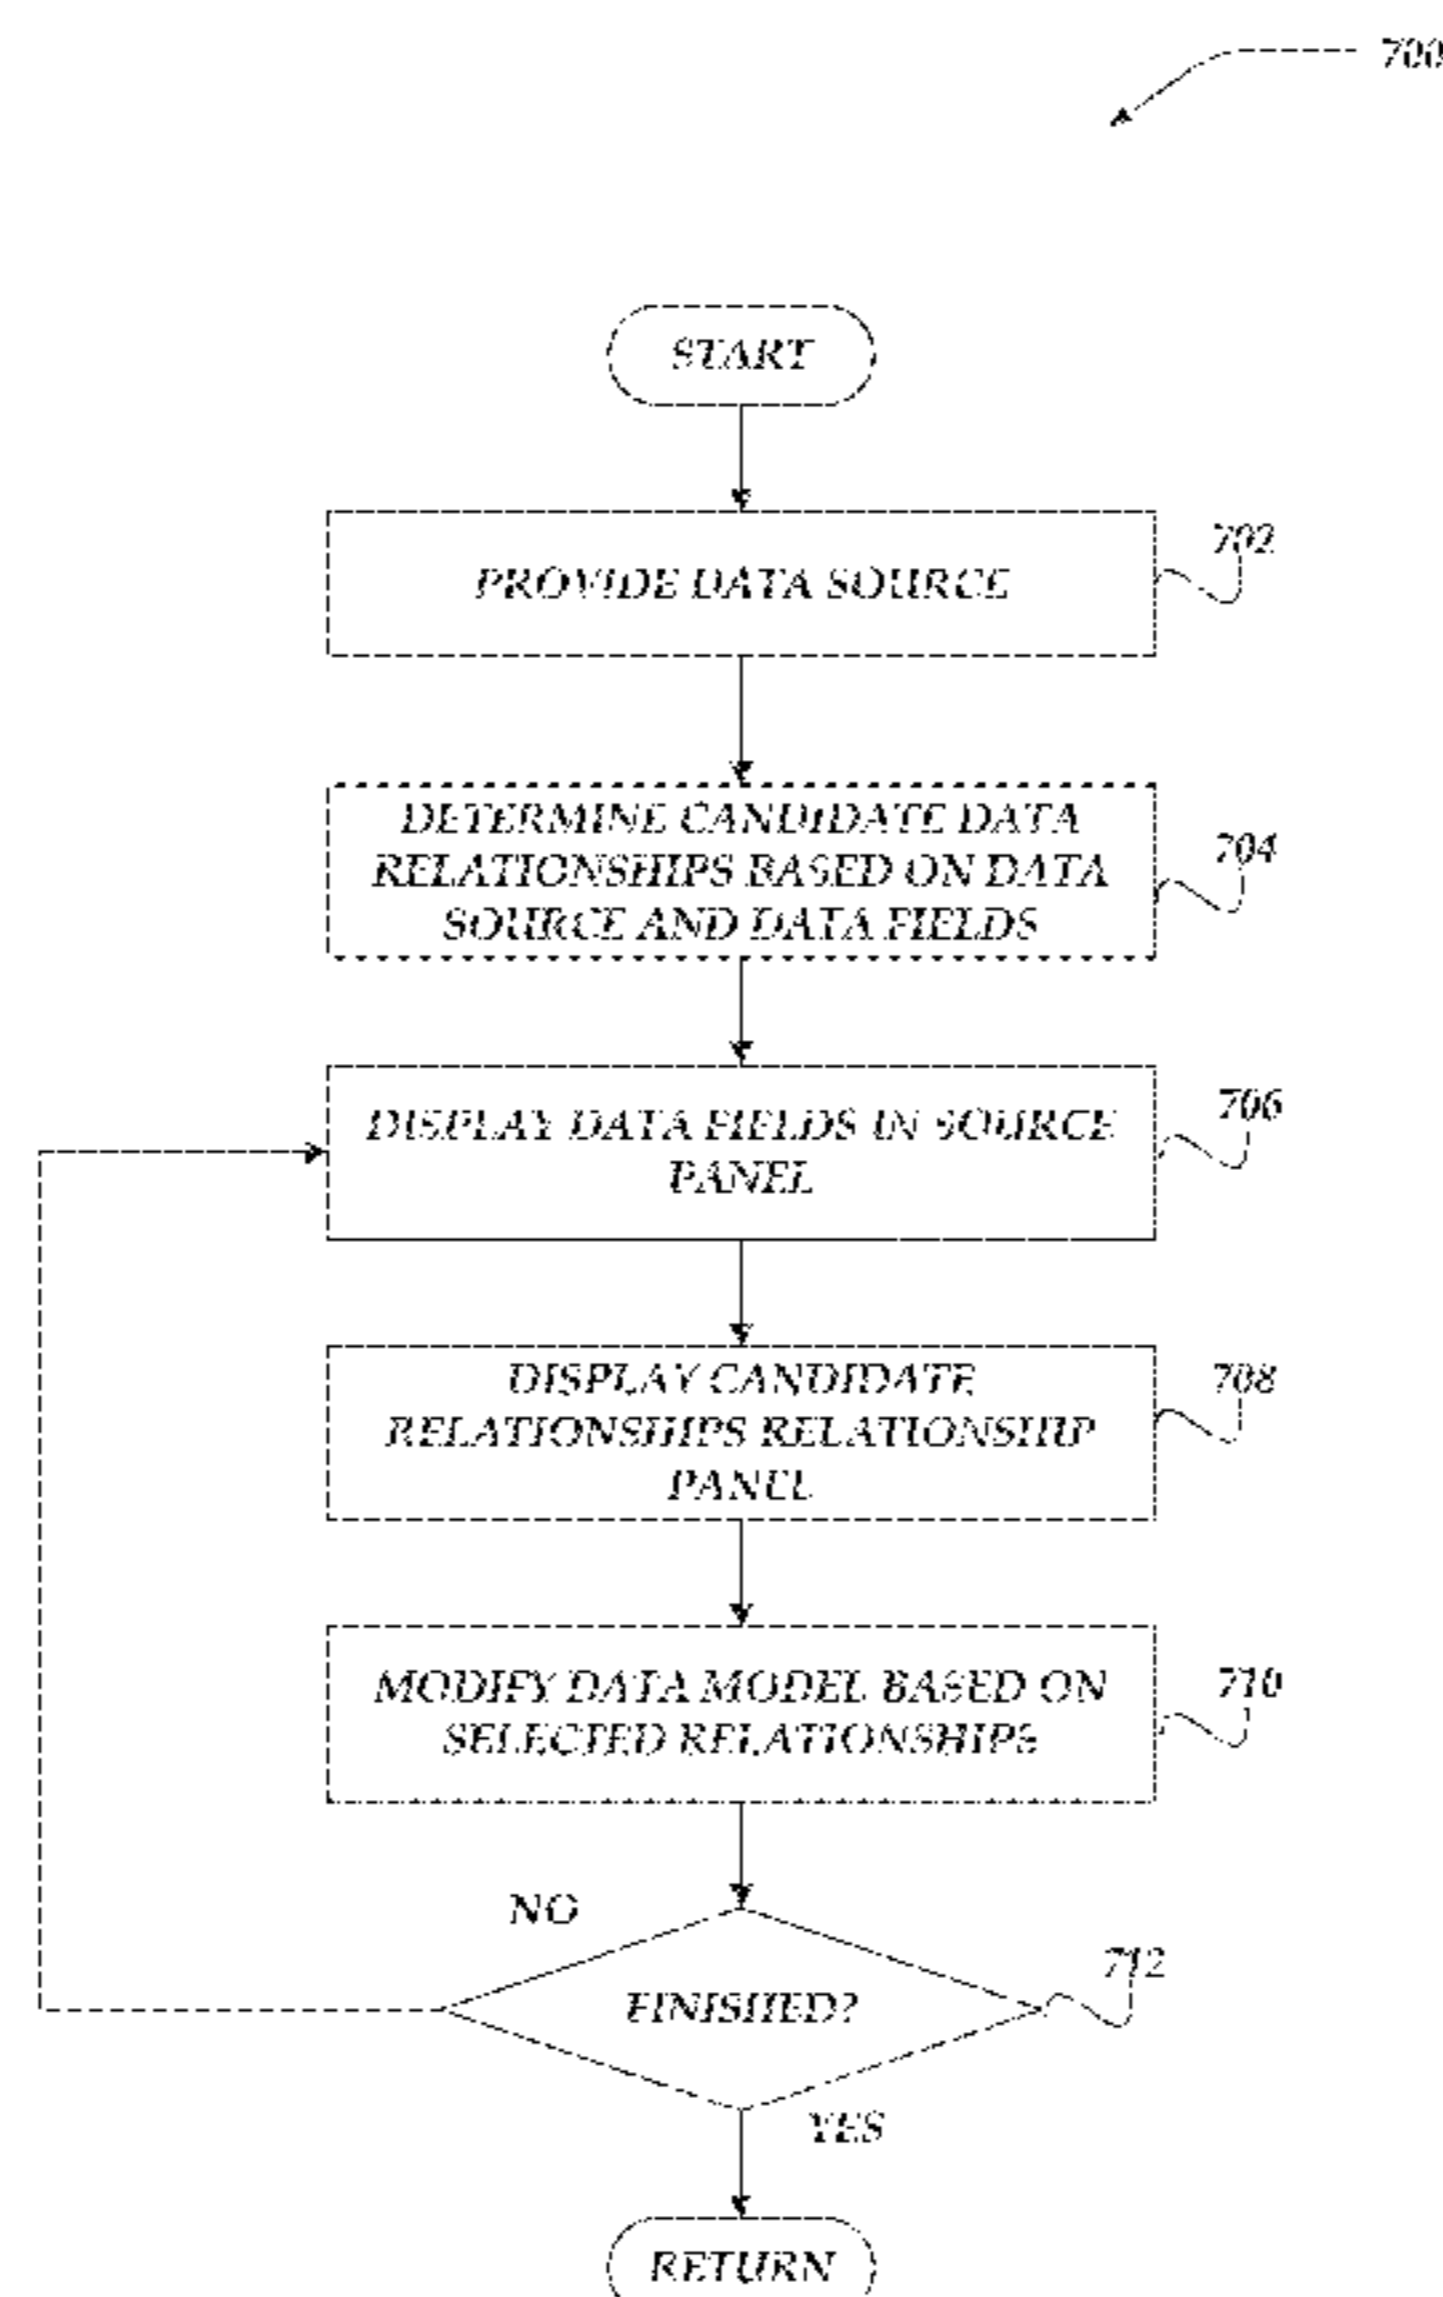 700
START
PROVIDE DATA SOURCE
702
DETERMINE CANDIDATE DATA
RELATIONSHIPS BASED ON DATA
SOURCE AND DATA FIELDS
704
DISPLAY DATA FIELDS IN SOURCE
PANEL
706
DISPLAY CANDIDATE
RELATIONSHIPS RELATIONSHIP
PANEL
708
MODIFY DATA MODEL BASED ON
SELECTED RELATIONSHIPS
710
NO
FINISHED?
712
YES
RETURN